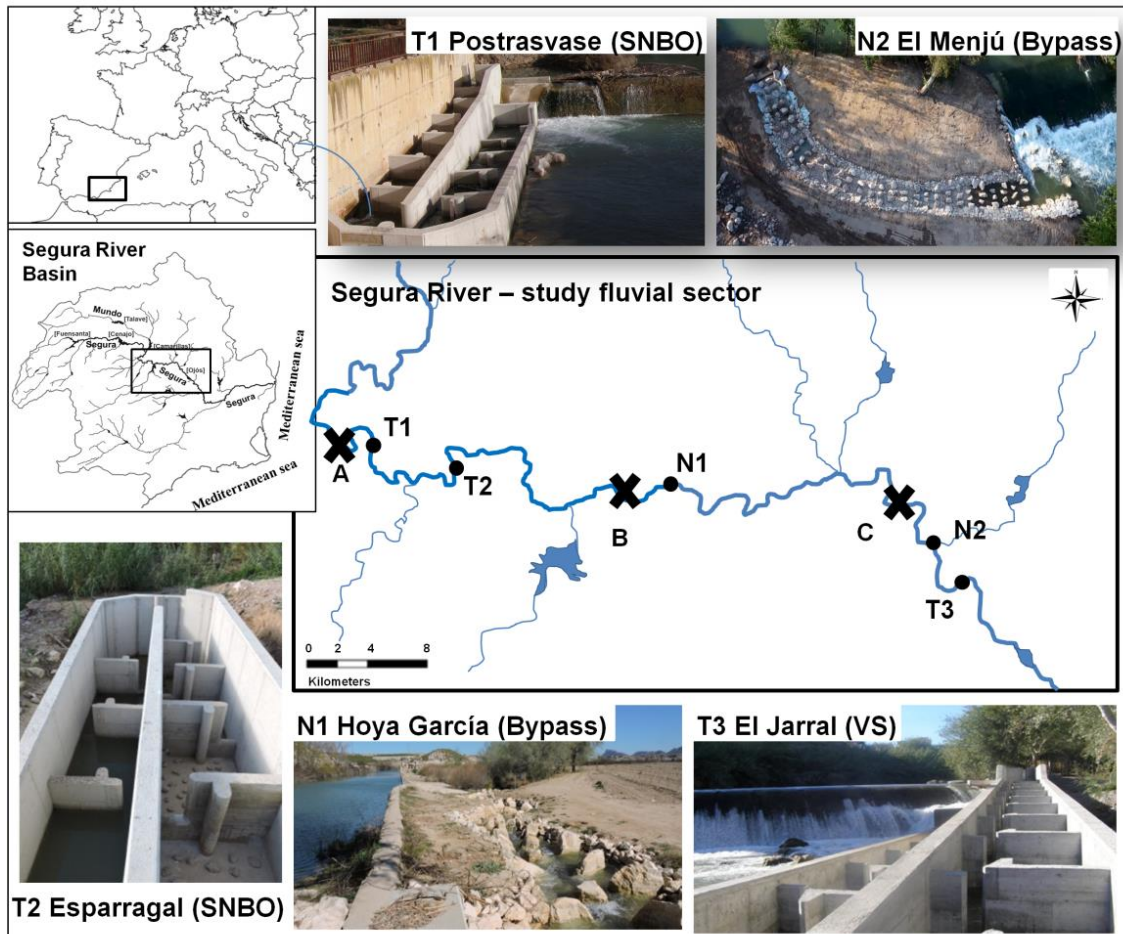 T1 Postrasvase (SNBO)
N2 El Menjú (Bypass)
Segura River
Basin
Mundo
[Talave]
[Fuensanta]
[Cenajo]
Segura
[Camarillas]
Segura
[Ojós]
Segura
Mediterranean sea
Mediterranean sea
Segura River – study fluvial sector
T1
A
T2
N1
B
C
N2
T3
0 2 4 8
Kilometers
N1 Hoya García (Bypass)
T3 El Jarral (VS)
T2 Esparragal (SNBO)